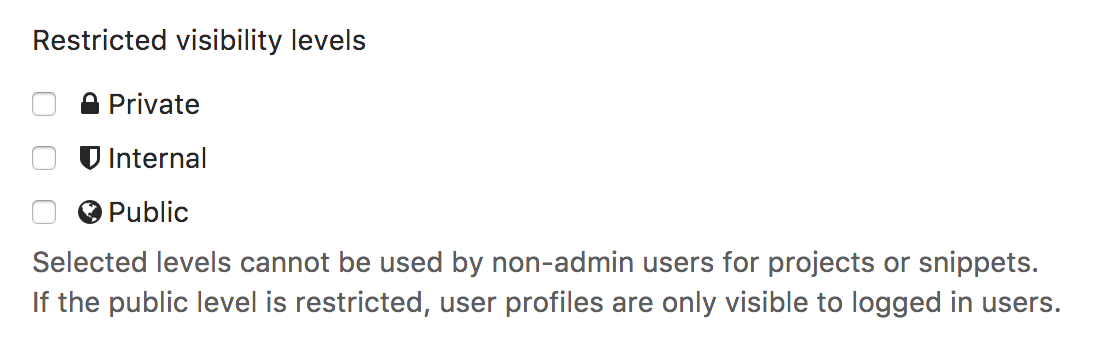 Restricted visibility levels
Private
Internal
Public
Selected levels cannot be used by non-admin users for projects or snippets.
If the public level is restricted, user profiles are only visible to logged in users.